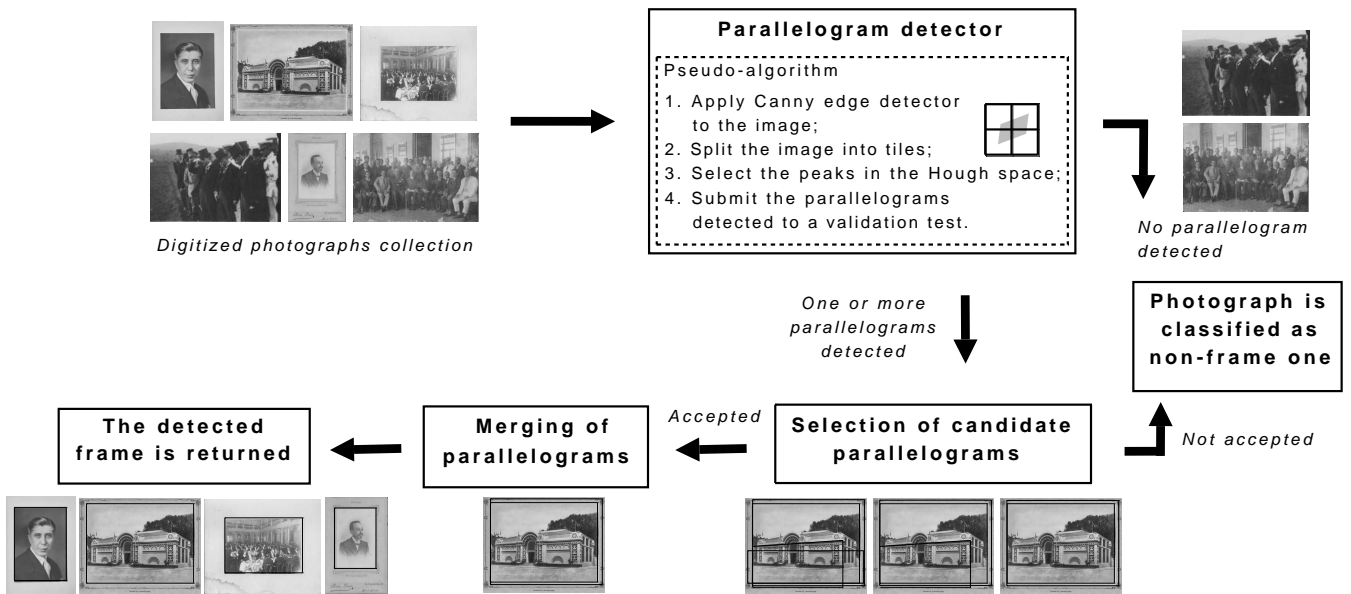 Digitized photographs collection
Parallelogram detector
Pseudo-algorithm
1. Apply Canny edge detector
to the image;
2. Split the image into tiles;
3. Select the peaks in the Hough space;
4. Submit the parallelograms
detected to a validation test.
No parallelogram
detected
One or more
parallelograms
detected
Photograph is
classified as
non-frame one
Not accepted
Selection of candidate
parallelograms
Accepted
Merging of
parallelograms
The detected
frame is returned